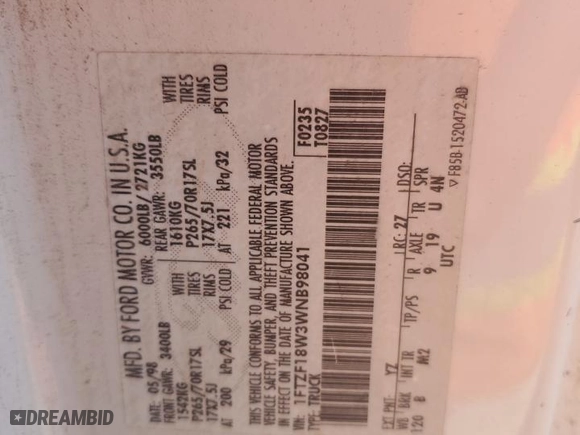 MFD. BY FORD MOTOR CO. IN U.S.A.
DATE: 05/98 GVWR: 6000LB/ 2721KG
FRONT GAWR: 3400LB REAR GAWR: 3550LB
1542KG WITH 1610KG WITH
P265/70R17SL TIRES P265/70R17SL TIRES
17X7.5J RIMS 17X7.5J RIMS
AT 200 kPa/29 PSI COLD AT 221 kPa/32 PSI COLD
THIS VEHICLE CONFORMS TO ALL APPLICABLE FEDERAL MOTOR
VEHICLE SAFETY, BUMPER, AND THEFT PREVENTION STANDARDS
IN EFFECT ON THE DATE OF MANUFACTURE SHOWN ABOVE.
VIN: 1FTZF18W3WNB98041 F0235
TYPE: TRUCK T0827
EXT PNT: YZ RC: 27 DSO:
WB BRK INT TR TP/PS R AXLE TR SPR
120 B M2 9 19 U 4N
UTC
▽ F85B-1520472-AD
DREAMBID